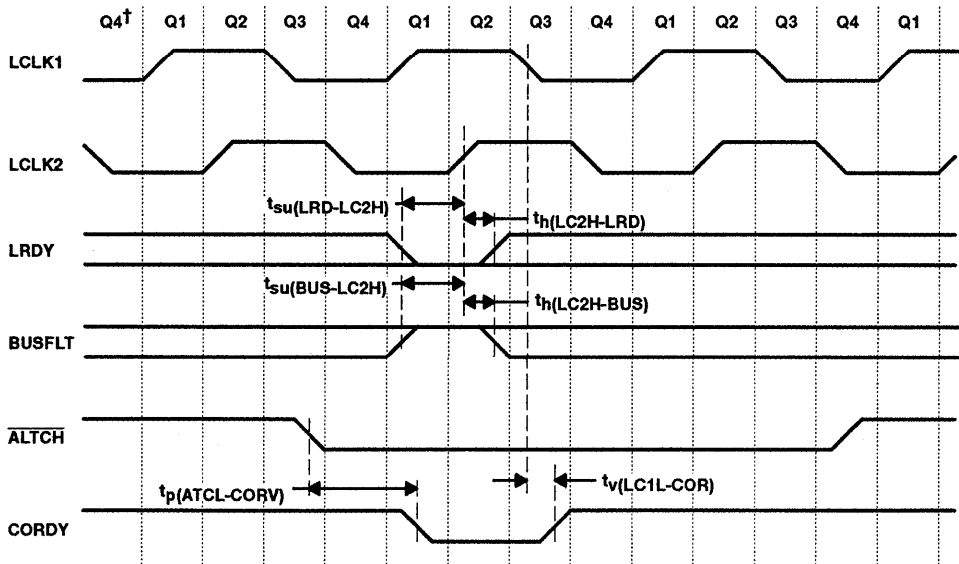 Q4† Q1 Q2 Q3 Q4 Q1 Q2 Q3 Q4 Q1 Q2 Q3 Q4 Q1
LCLK1
LCLK2
tsu(LRD-LC2H)
th(LC2H-LRD)
LRDY
tsu(BUS-LC2H)
th(LC2H-BUS)
BUSFLT
ALTCH
tp(ATCL-CORV)
tv(LC1L-COR)
CORDY